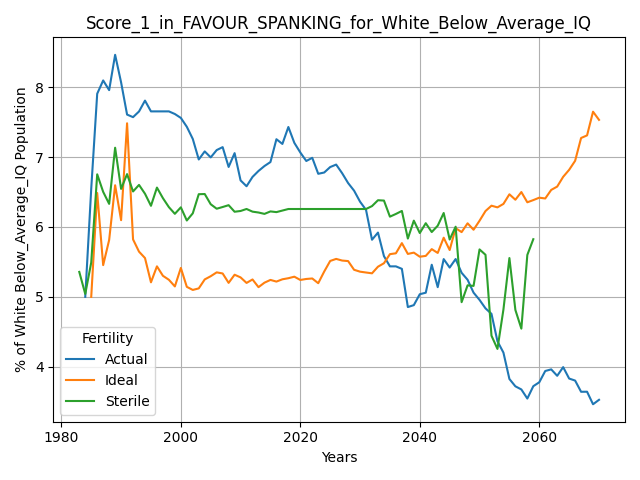 Score_1_in_FAVOUR_SPANKING_for_White_Below_Average_IQ
% of White Below_Average_IQ Population
8
7
6
5
4
Fertility
Actual
Ideal
Sterile
1980 2000 2020 2040 2060
Years